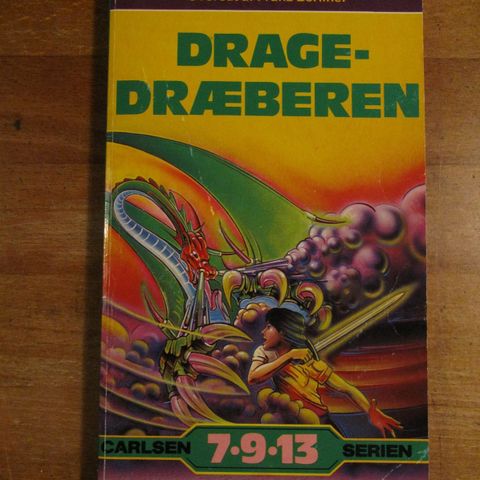 DRAGE-
DRÆBEREN
CARLSEN 7·9·13 SERIEN